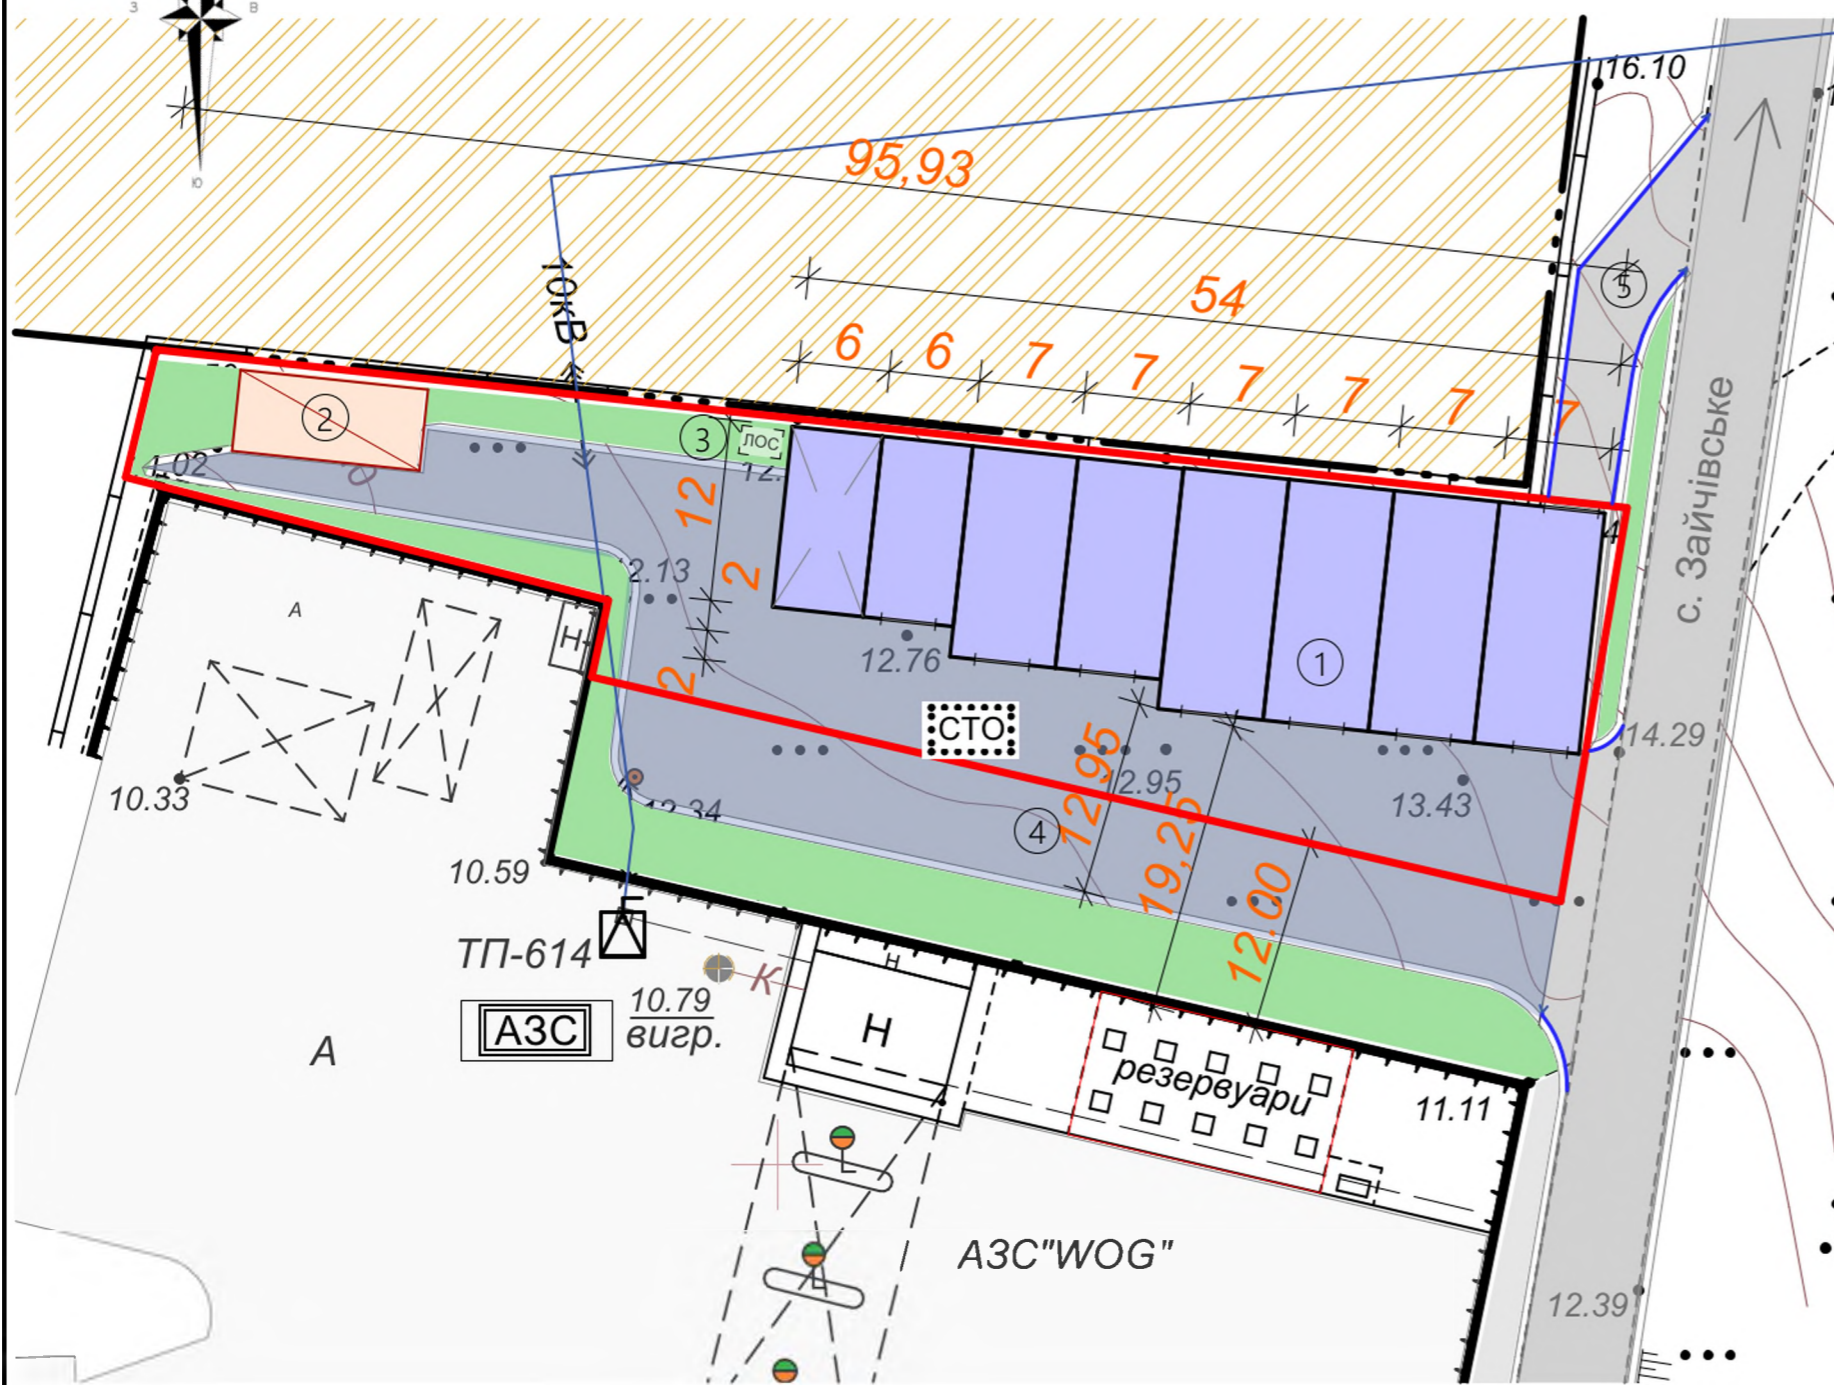 З
В
Ю
16.10
95,93
10кВ
5
54
6
6
7
7
7
7
7
7
2
3
ЛОС
с. Зайчівське
12
2
2.13
А
Н
12.76
1
2
СТО
14.29
12,95
12.95
13.43
10.33
12.34
4
19,25
12.00
10.59
ТП-614
К
Н
10.79
АЗС
вигр.
Н
А
резервуари
11.11
АЗС"WOG"
12.39